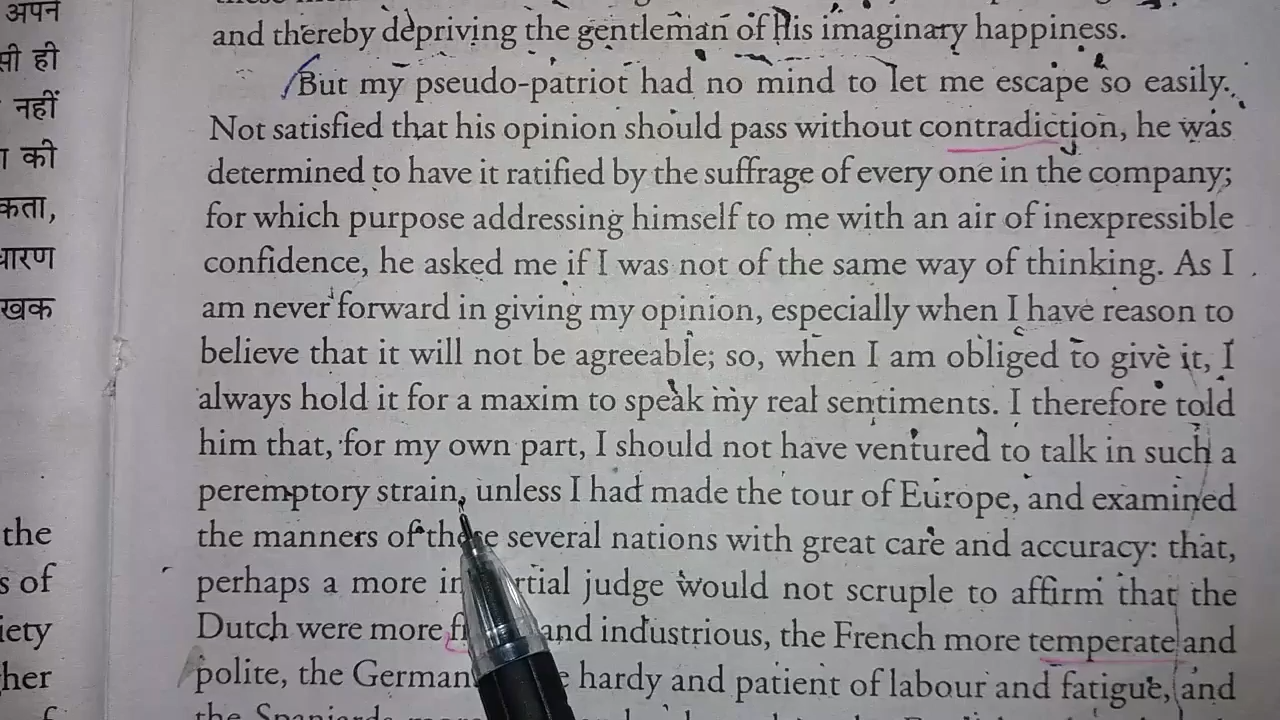 अपने
सी ही
नहीं
की
कता,
धारण
खक
the
s of
iety
her
and thereby depriving the gentleman of his imaginary happiness.
But my pseudo-patriot had no mind to let me escape so easily.
Not satisfied that his opinion should pass without contradiction, he was
determined to have it ratified by the suffrage of every one in the company;
for which purpose addressing himself to me with an air of inexpressible
confidence, he asked me if I was not of the same way of thinking. As I
am never forward in giving my opinion, especially when I have reason to
believe that it will not be agreeable; so, when I am obliged to give it, I
always hold it for a maxim to speak my real sentiments. I therefore told
him that, for my own part, I should not have ventured to talk in such a
peremptory strain, unless I had made the tour of Europe, and examined
the manners of these several nations with great care and accuracy: that,
perhaps a more judge would not scruple to affirm that the
Dutch were more and industrious, the French more temperate and
polite, the German hardy and patient of labour and fatigue, and
the Spaniards